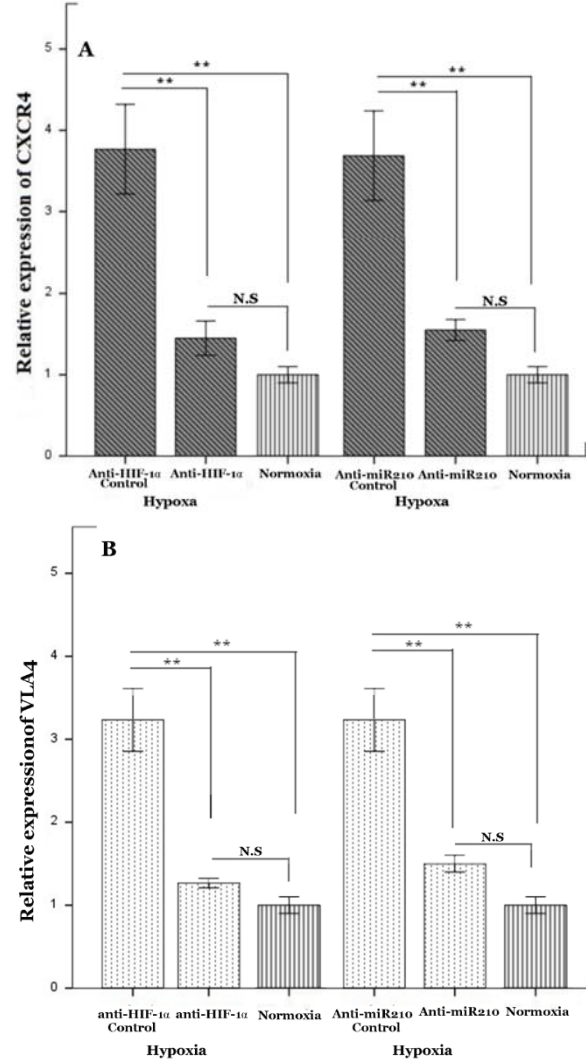 A
Relative expression of CXCR4
5
4
3
2
1
0
**
**
N.S
**
**
N.S
Anti-HIF-1α Control
Anti-HIF-1α
Normoxia
Anti-miR210 Control
Anti-miR210
Normoxia
Hypoxa
Hypoxa
B
Relative expressionof VLA4
5
4
3
2
1
0
**
**
N.S
**
**
N.S
anti-HIF-1α Control
anti-HIF-1α
Normoxia
Anti-miR210 Control
Anti-miR210
Normoxia
Hypoxia
Hypoxia